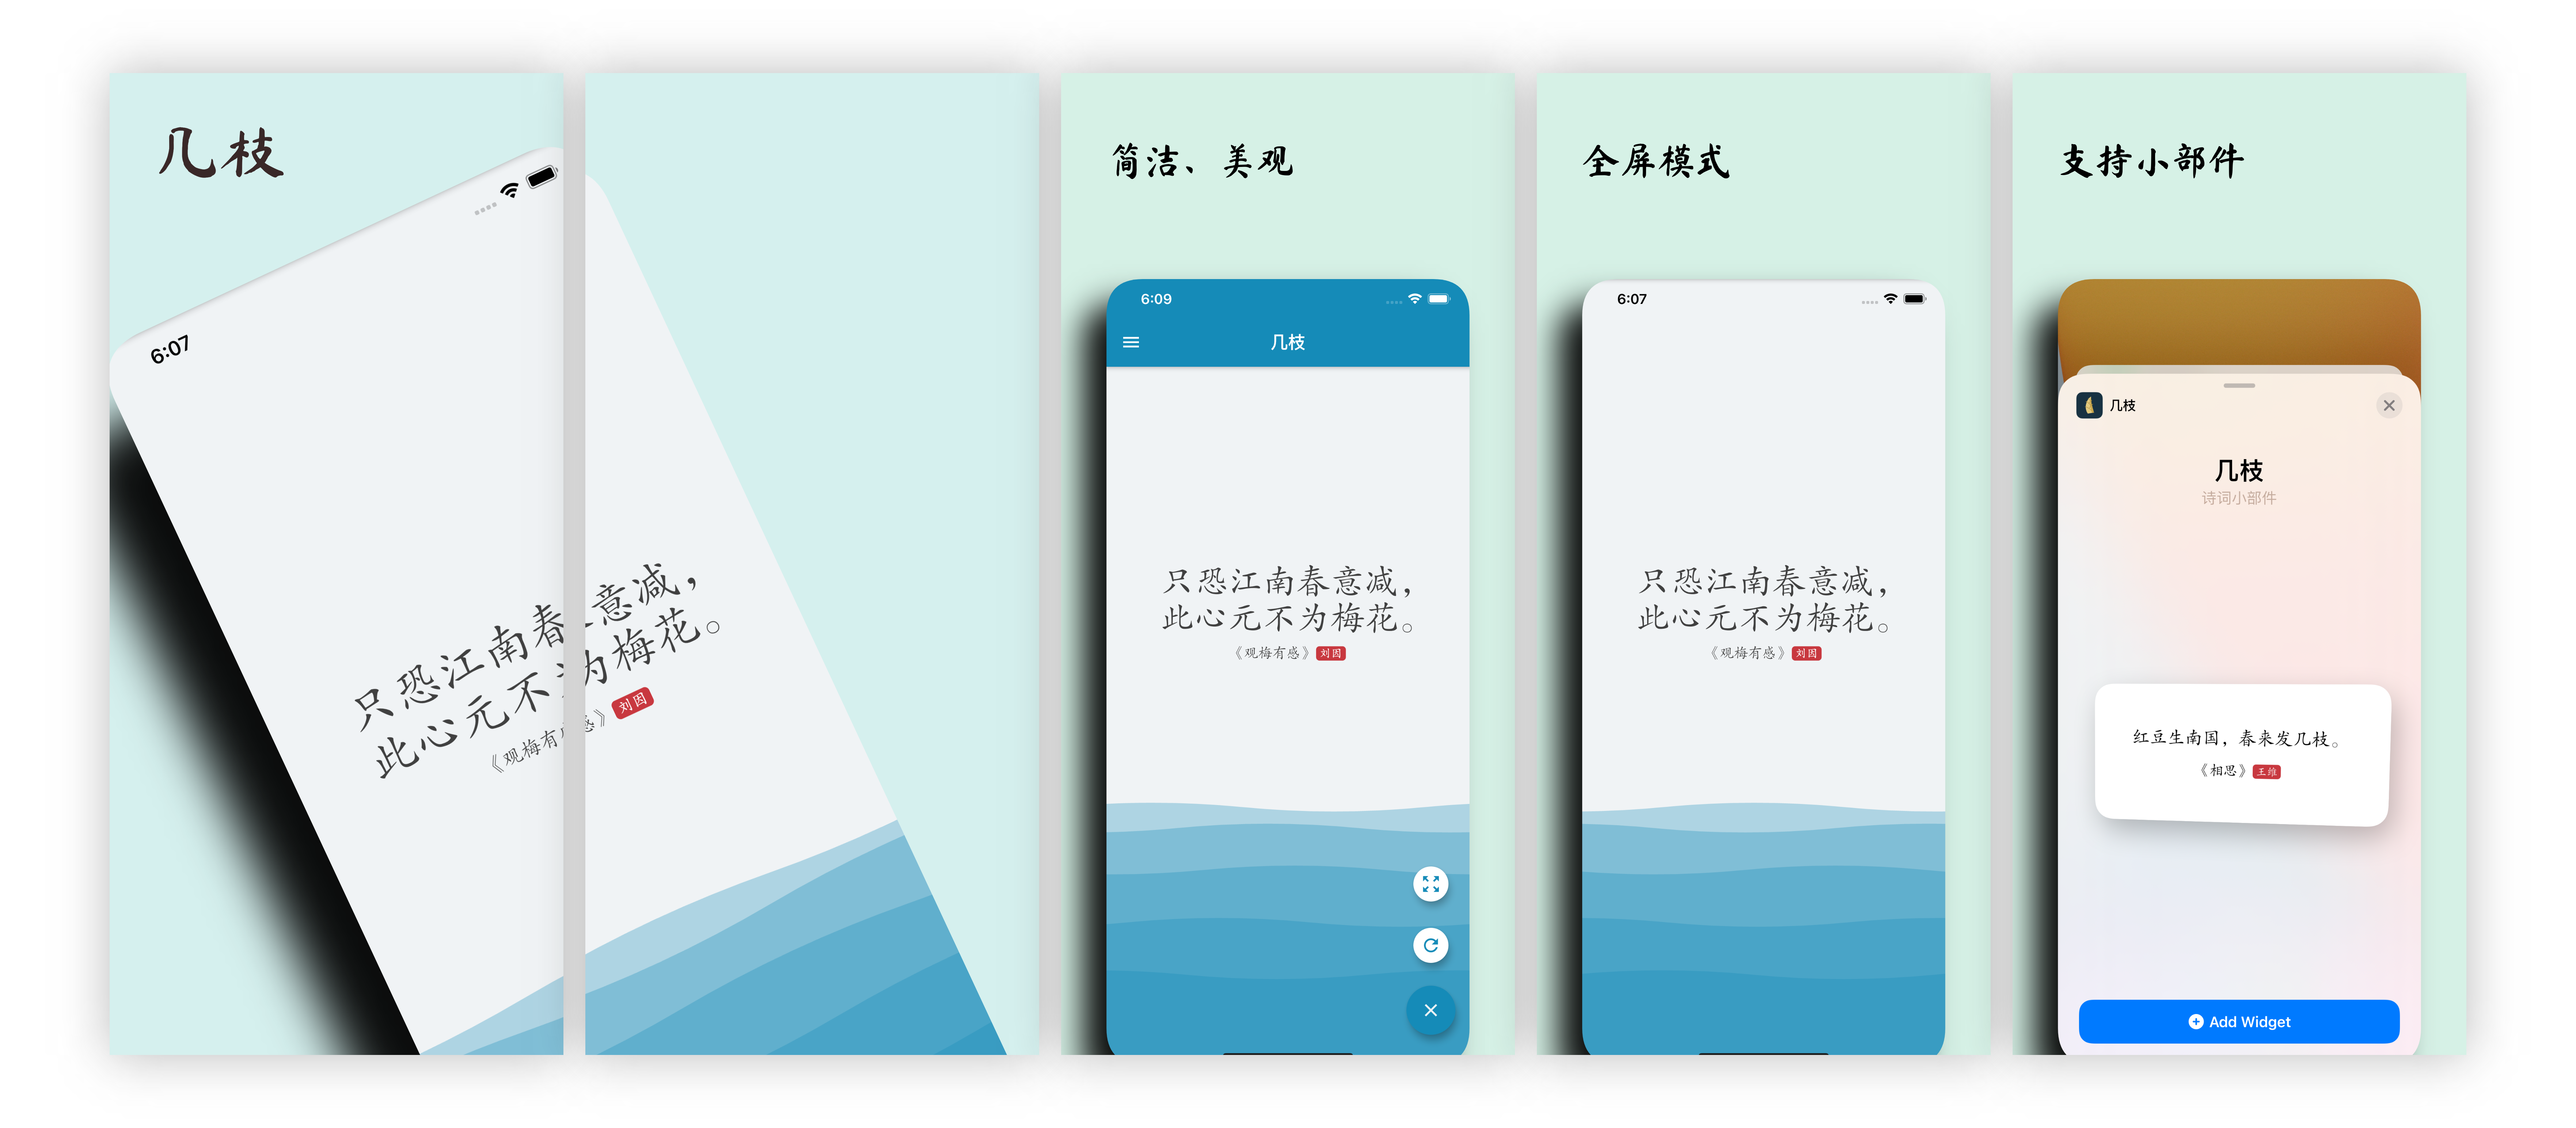 几枝
6:07
只恐江南春意减，
此心元不为梅花。
《观梅有感》刘因
简洁、美观
6:09
几枝
只恐江南春意减，
此心元不为梅花。
《观梅有感》刘因
全屏模式
6:07
只恐江南春意减，
此心元不为梅花。
《观梅有感》刘因
支持小部件
几枝
几枝
诗词小部件
红豆生南国，春来发几枝。
《相思》王维
Add Widget